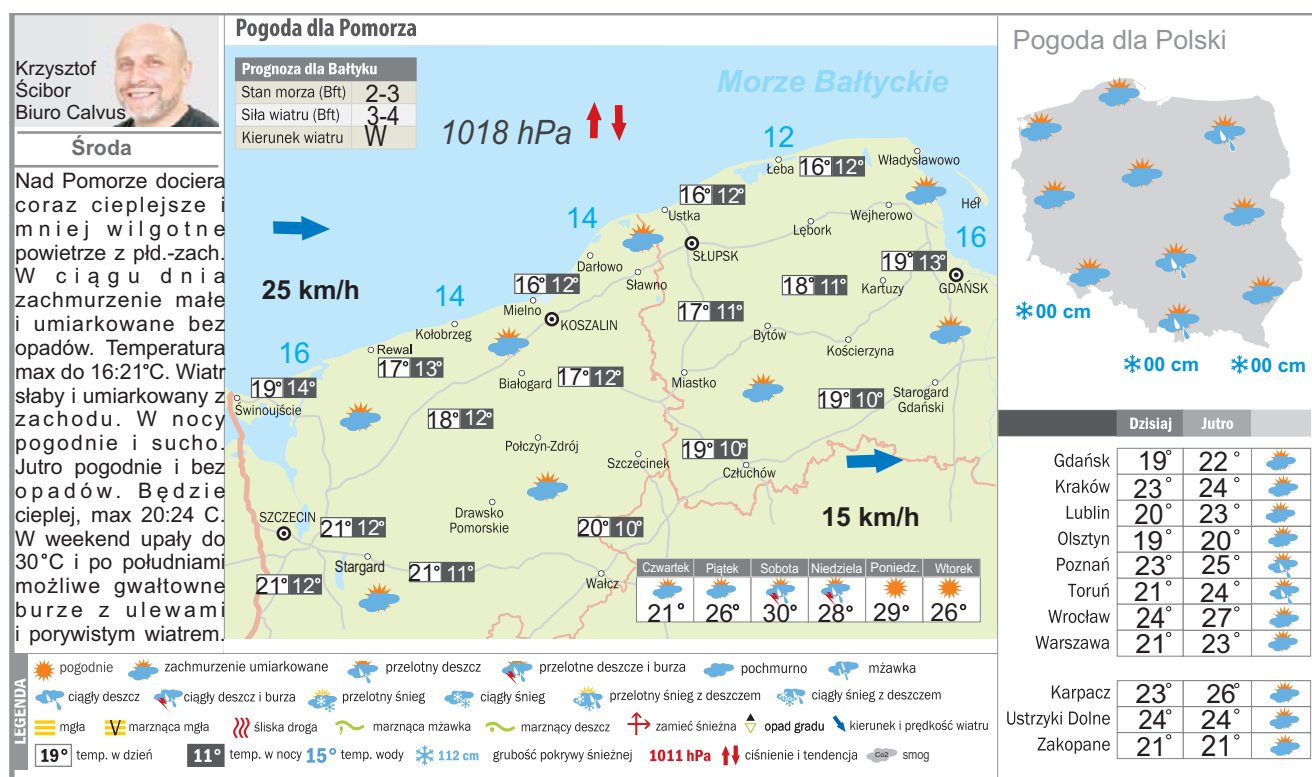 Krzysztof
Ścibor
Biuro Calvus
Środa
Nad Pomorze dociera
coraz cieplejsze i
mniej wilgotne
powietrze z płd.-zach.
W ciągu dnia
zachmurzenie małe
i umiarkowane bez
opadów. Temperatura
max do 16:21°C. Wiatr
słaby i umiarkowany z
zachodu. W nocy
pogodnie i sucho.
Jutro pogodnie i bez
opadów. Będzie
cieplej, max 20:24 C.
W weekend upały do
30°C i po południami
możliwe gwałtowne
burze z ulewami
i porywistym wiatrem.
Pogoda dla Pomorza
Prognoza dla Bałtyku
Stan morza (Bft) 2-3
Siła wiatru (Bft) 3-4
Kierunek wiatru W
Morze Bałtyckie
1018 hPa
12
Łeba 16° 12°
Władysławowo
16° 12°
Ustka
Wejherowo
Hel
14
Lębork
16
SŁUPSK
19° 13°
Darłowo
Sławno
25 km/h
16° 12°
18° 11°
Kartuzy
GDAŃSK
14
Mielno
KOSZALIN
17° 11°
Kołobrzeg
Bytów
Kościerzyna
16
Rewal
17° 13°
19° 14°
Świnoujście
Białogard
17° 12°
Miastko
Starogard
Gdański
19° 10°
18° 12°
Połczyn-Zdrój
Szczecinek
19° 10°
Człuchów
Drawsko
Pomorskie
15 km/h
SZCZECIN
21° 12°
20° 10°
Stargard
21° 12°
21° 11°
Wałcz
Czwartek Piątek Sobota Niedziela Poniedz. Wtorek
21° 26° 30° 28° 29° 26°
Pogoda dla Polski
00 cm
00 cm
00 cm
Dzisiaj Jutro
Gdańsk 19° 22°
Kraków 23° 24°
Lublin 20° 23°
Olsztyn 19° 20°
Poznań 23° 25°
Toruń 21° 24°
Wrocław 24° 27°
Warszawa 21° 23°
Karpacz 23° 26°
Ustrzyki Dolne 24° 24°
Zakopane 21° 21°
LEGENDA
pogodnie zachmurzenie umiarkowane przelotny deszcz przelotne deszcze i burza pochmurno mżawka
ciągły deszcz ciągły deszcz i burza przelotny śnieg ciągły śnieg przelotny śnieg z deszczem ciągły śnieg z deszczem
mgła marznąca mgła śliska droga marznąca mżawka marznący deszcz zamieć śnieżna opad gradu kierunek i prędkość wiatru
19° temp. w dzień 11° temp. w nocy 15° temp. wody 112 cm grubość pokrywy śnieżnej 1011 hPa ciśnienie i tendencja Co2 smog